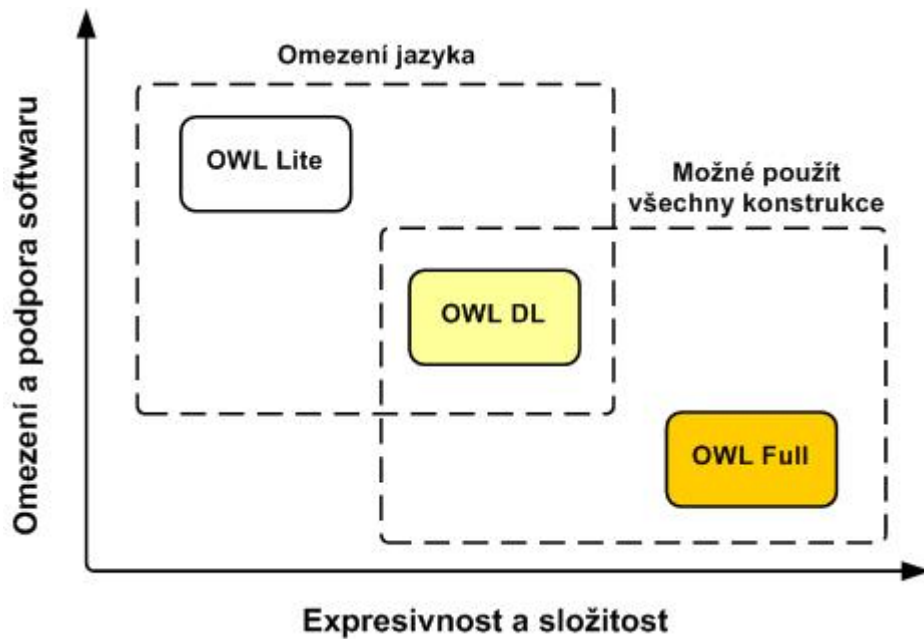 Omezení jazyka
OWL Lite
Možné použít
všechny konstrukce
OWL DL
OWL Full
Omezení a podpora softwaru
Expresivnost a složitost